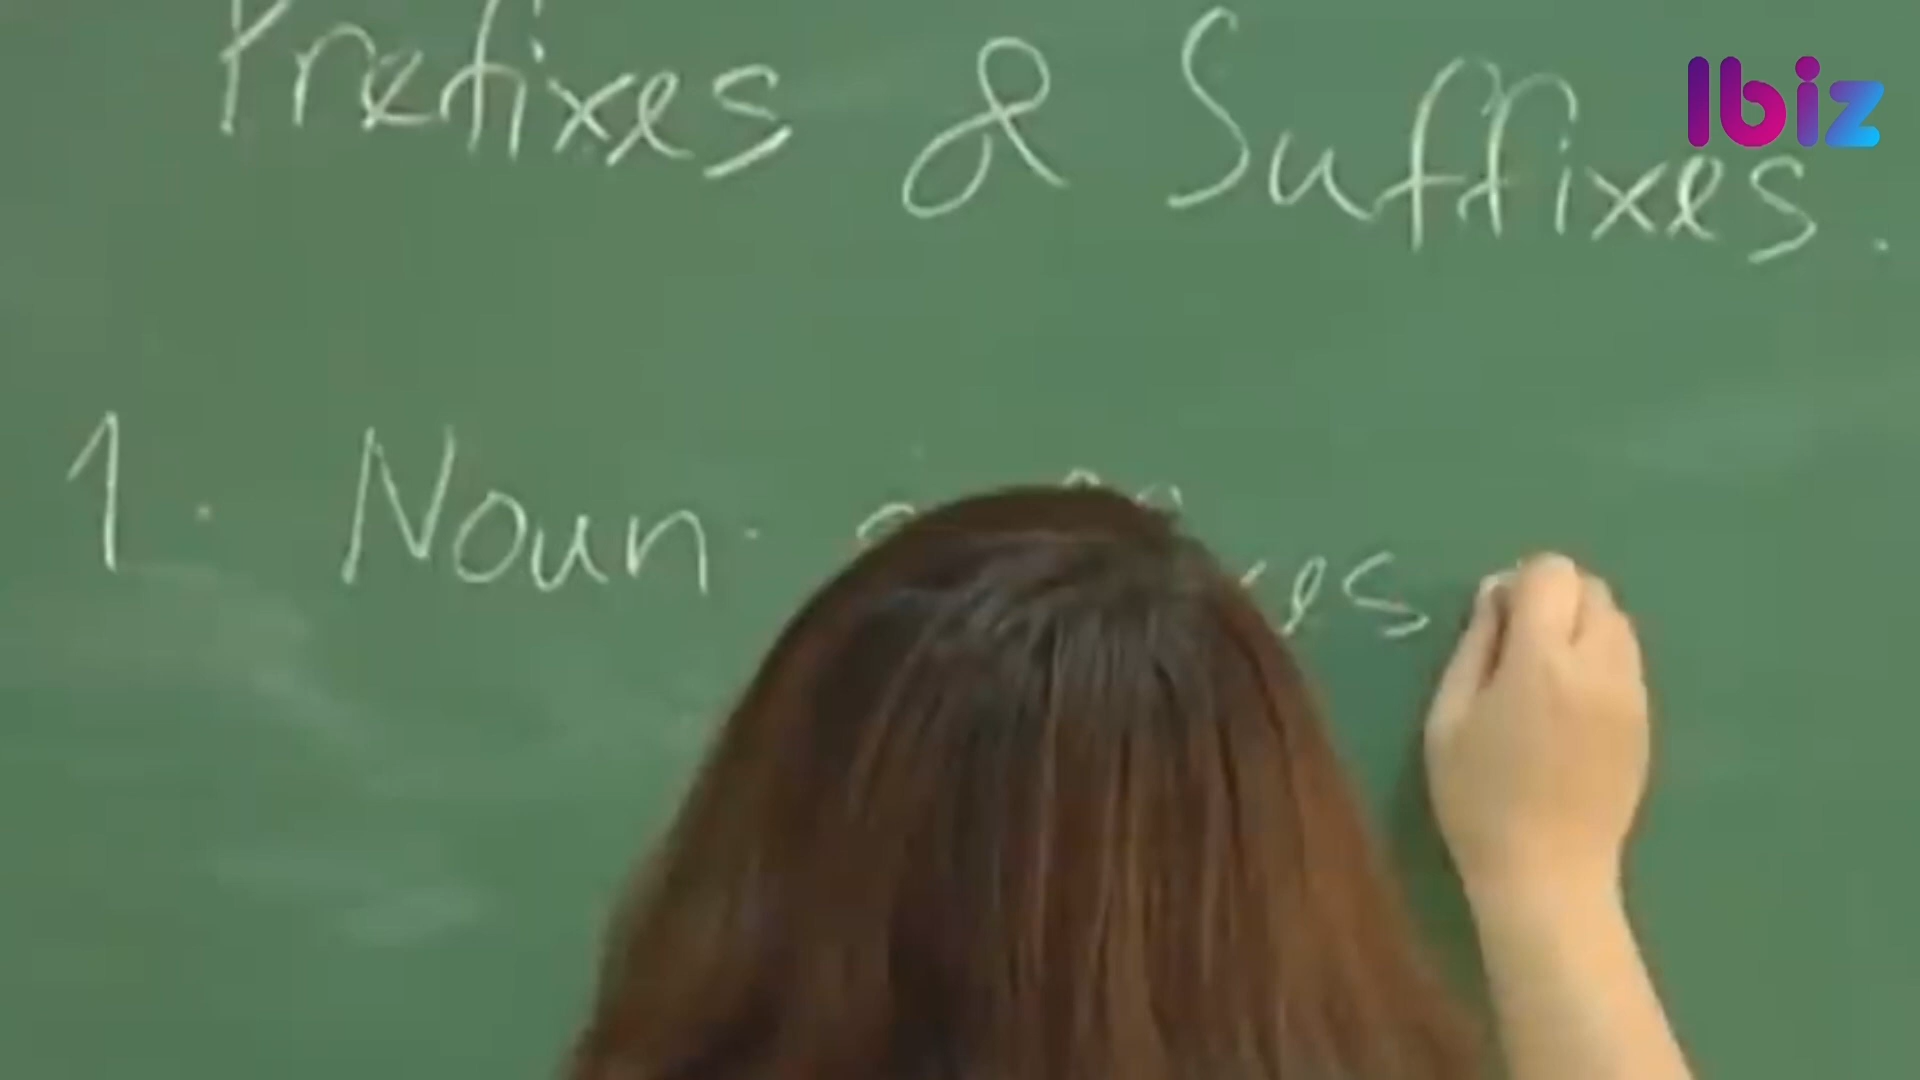 Prefixes & Suffixes.
Ibiz
1. Noun